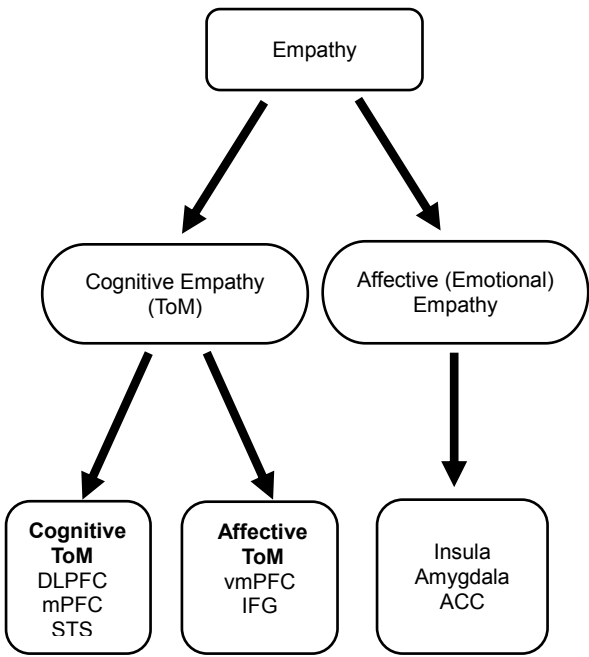 Empathy
Cognitive Empathy
(ToM)
Affective (Emotional)
Empathy
Cognitive
ToM
DLPFC
mPFC
STS
Affective
ToM
vmPFC
IFG
Insula
Amygdala
ACC